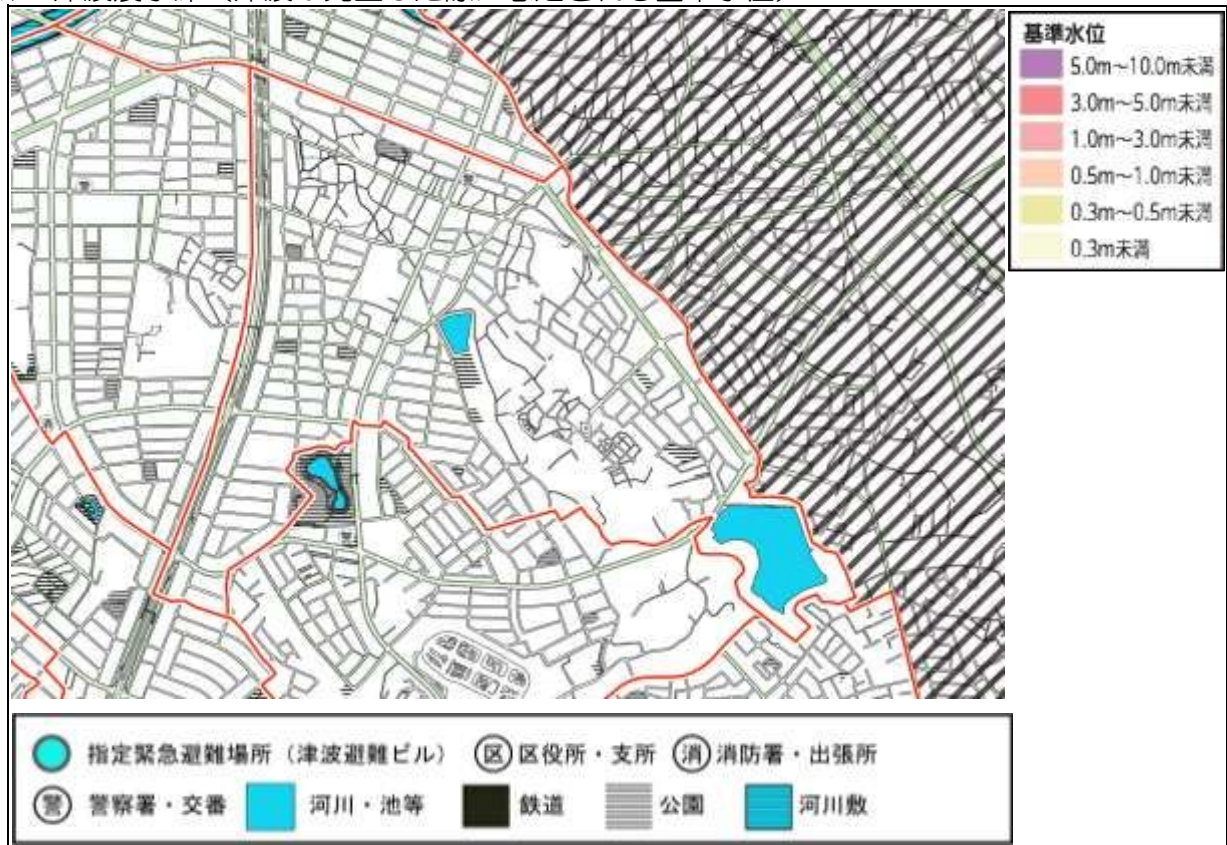 基準水位
5.0m～10.0m未満
3.0m～5.0m未満
1.0m～3.0m未満
0.5m～1.0m未満
0.3m～0.5m未満
0.3m未満
指定緊急避難場所（津波避難ビル）
区 区役所・支所
消 消防署・出張所
警 警察署・交番
河川・池等
鉄道
公園
河川敷